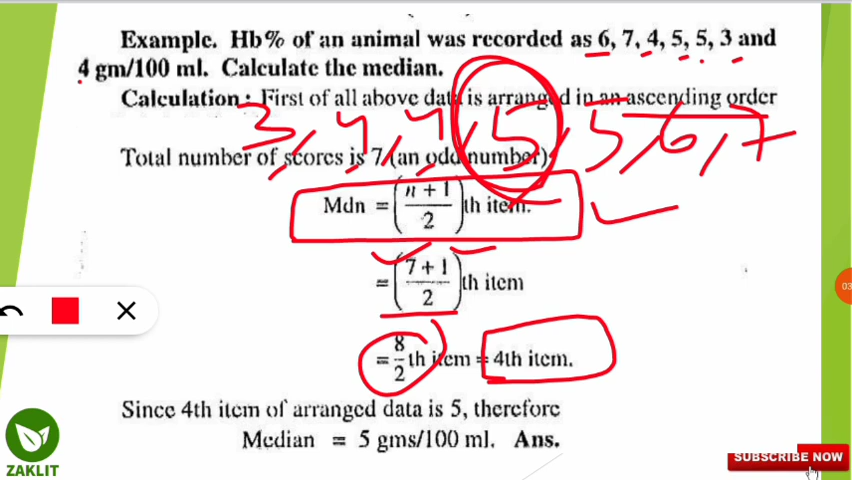 Example. Hb% of an animal was recorded as 6, 7, 4, 5, 5, 3 and
4 gm/100 ml. Calculate the median.
Calculation : First of all above data is arranged in an ascending order
3, 4, 4, 5, 5, 6, 7
Total number of scores is 7 (an odd number)
Mdn = (n + 1 / 2) th item.
= (7 + 1 / 2) th item
= 8/2 th item = 4th item.
Since 4th item of arranged data is 5, therefore
Median = 5 gms/100 ml. Ans.
ZAKLIT
SUBSCRIBE NOW
03